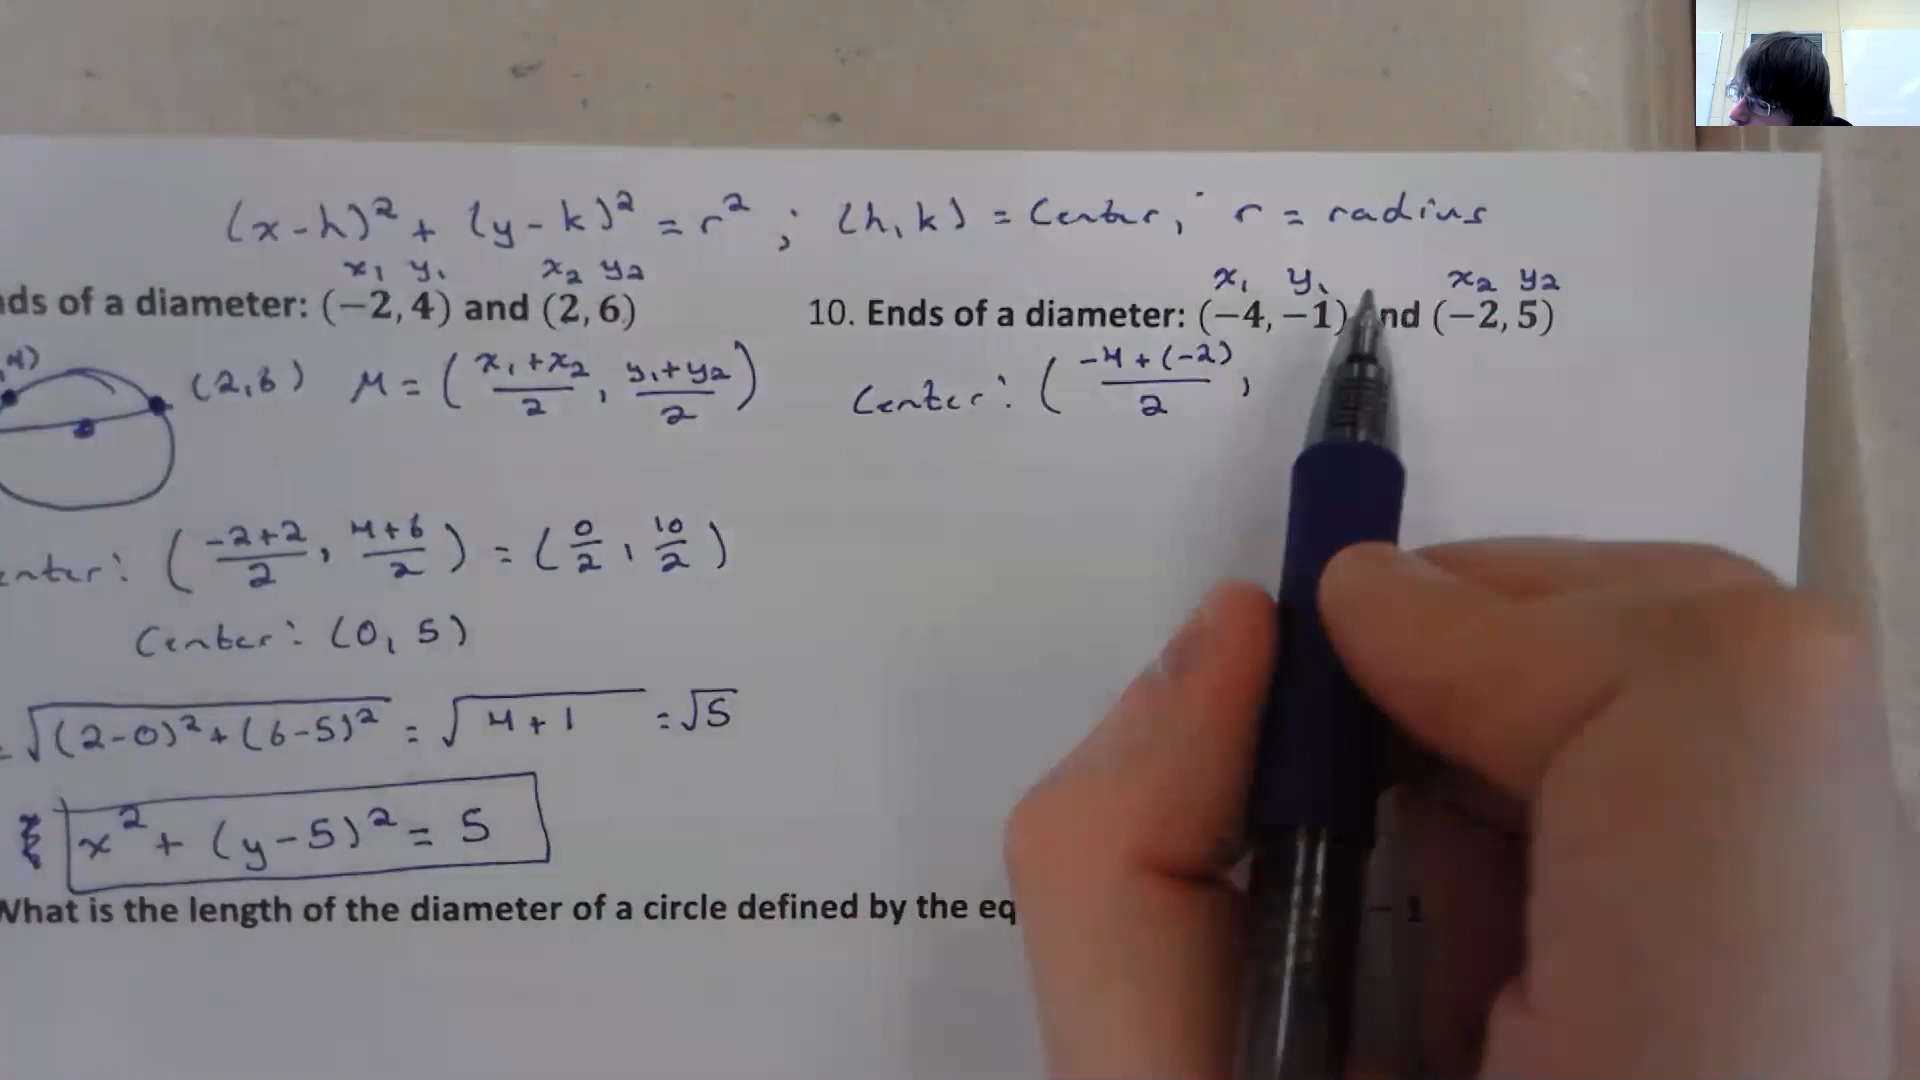 (x-h)² + (y-k)² = r² ; (h,k) = Center, r = radius
x₁ y₁ x₂ y₂
ds of a diameter: (−2, 4) and (2, 6)
(2,6) M = ( x₁+x₂ / 2 , y₁+y₂ / 2 )
enter: ( -2+2 / 2 , 4+6 / 2 ) = ( 0/2 , 10/2 )
Center: (0, 5)
√(2-0)²+(6-5)² = √4+1 = √5
x² + (y-5)² = 5
x₁ y₁ x₂ y₂
10. Ends of a diameter: (−4, −1) and (−2, 5)
Center: ( -4+(-2) / 2 ,
What is the length of the diameter of a circle defined by the eq − 1